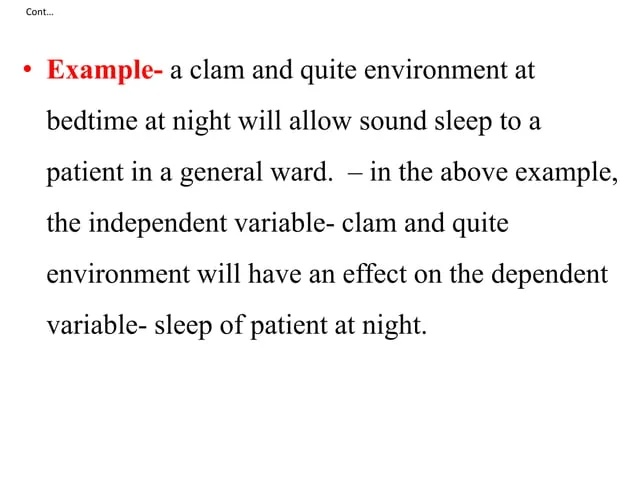 Cont...
• Example- a clam and quite environment at
bedtime at night will allow sound sleep to a
patient in a general ward.  – in the above example,
the independent variable- clam and quite
environment will have an effect on the dependent
variable- sleep of patient at night.